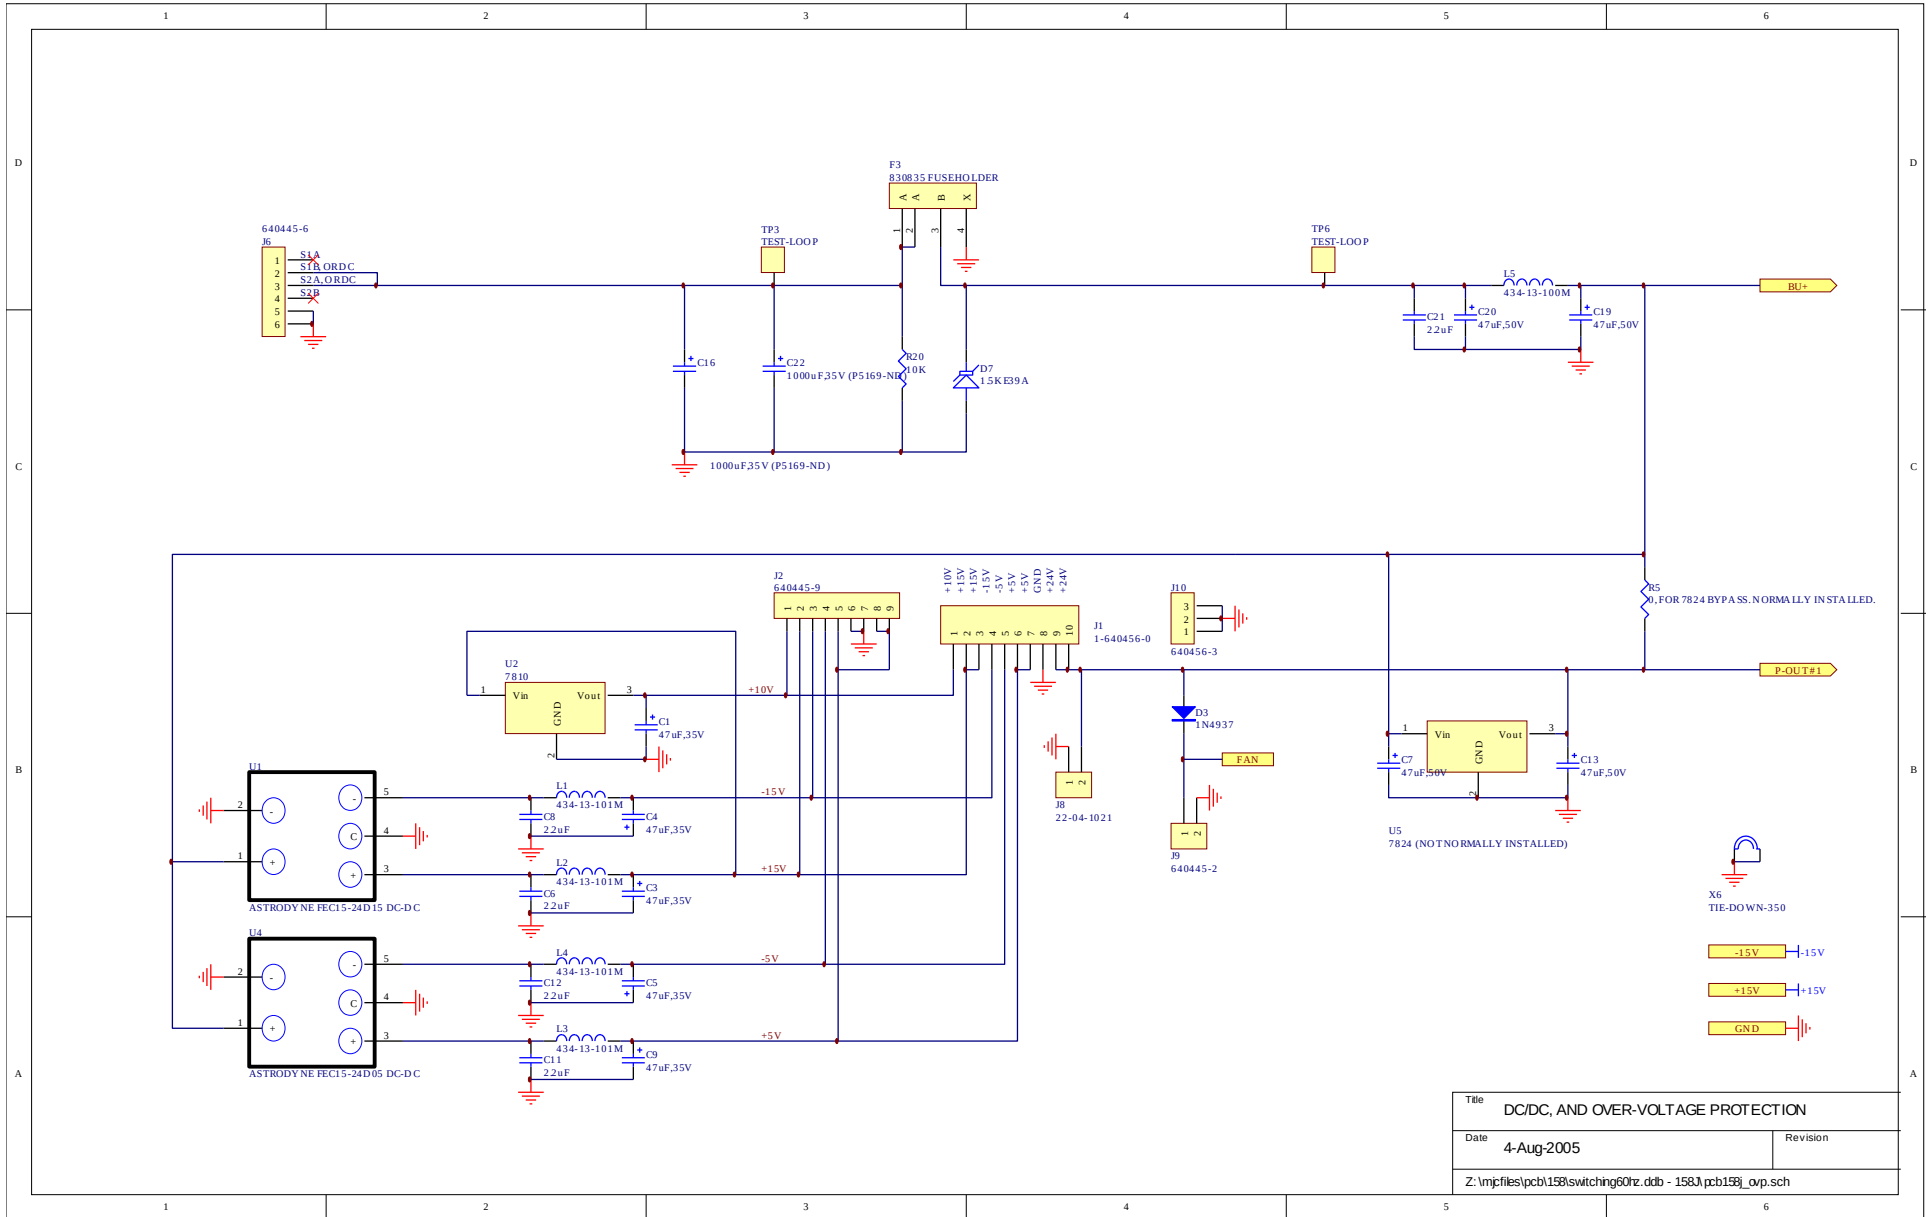 1 2 3 4 5 6
D D
C C
B B
A A
640445-6
J6
1 S1A
2 S1B, ORDC
3 S2A, ORDC
4 S2B
5
6
TP3
TEST-LOOP
F3
830835 FUSEHOLDER
A A B X
1 2 3 4
TP6
TEST-LOOP
L5
434-13-100M
BU+
C21
22uF
C20
47uF,50V
C19
47uF,50V
C16
C22
1000uF,35V (P5169-ND)
R20
10K
D7
1.5KE39A
1000uF,35V (P5169-ND)
J2
640445-9
1 2 3 4 5 6 7 8 9
+10V
+15V
+15V
-15V
-5V
+5V
+5V
GND
+24V
+24V
1 2 3 4 5 6 7 8 9 10
J1
1-640456-0
J10
3
2
1
640456-3
R5
0, FOR 7824 BYPASS. NORMALLY INSTALLED.
P-OUT#1
U2
7810
1 Vin Vout 3
GND
2
+10V
C1
47uF,35V
D3
1N4937
FAN
1 2
J8
22-04-1021
1 2
J9
640445-2
1 Vin Vout 3
GND
2
C7
47uF,50V
C13
47uF,50V
U5
7824 (NOT NORMALLY INSTALLED)
U1
2 - - 5
C 4
1 + + 3
ASTRODYNE FEC15-24D15 DC-DC
L1
434-13-101M
-15V
C8
22uF
C4
47uF,35V
L2
434-13-101M
+15V
C6
22uF
C3
47uF,35V
U4
2 - - 5
C 4
1 + + 3
ASTRODYNE FEC15-24D05 DC-DC
L4
434-13-101M
-5V
C12
22uF
C5
47uF,35V
L3
434-13-101M
+5V
C11
22uF
C9
47uF,35V
X6
TIE-DOWN-350
-15V -15V
+15V +15V
GND
Title
DC/DC, AND OVER-VOLTAGE PROTECTION
Date
4-Aug-2005
Revision
Z:\mjcfiles\pcb\158\switching60hz.ddb - 158J\pcb158j_ovp.sch
1 2 3 4 5 6